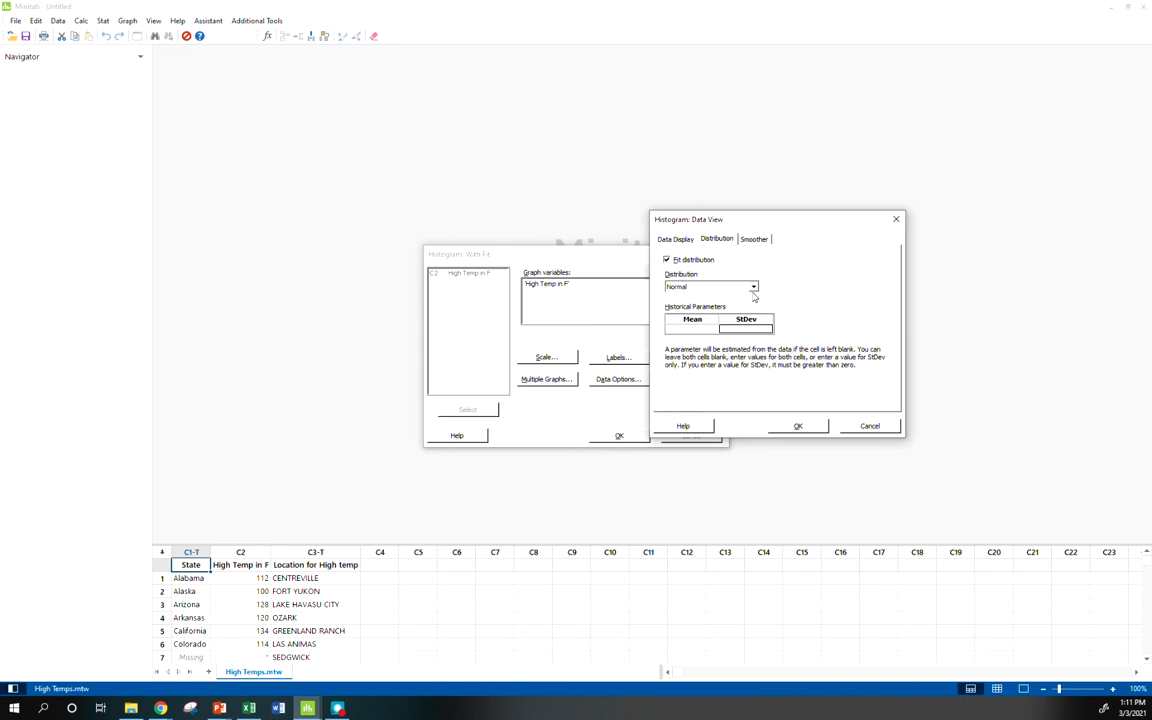 Minitab - Untitled
File Edit Data Calc Stat Graph View Help Assistant Additional Tools
fx
Navigator
Histogram: Data View
Data Display Distribution Smoother
Fit distribution
Distribution
Normal
Historical Parameters
Mean StDev
A parameter will be estimated from the data if the cell is left blank. You can
leave both cells blank, enter values for both cells, or enter a value for StDev
only. If you enter a value for StDev, it must be greater than zero.
Help OK Cancel
Histogram: With Fit
C2 High Temp in F
Graph variables:
'High Temp in F'
Scale... Labels...
Multiple Graphs... Data Options...
Select
Help OK
C1-T C2 C3-T C4 C5 C6 C7 C8 C9 C10 C11 C12 C13 C14 C15 C16 C17 C18 C19 C20 C21 C22 C23
State High Temp in F Location for High temp
1 Alabama 112 CENTREVILLE
2 Alaska 100 FORT YUKON
3 Arizona 128 LAKE HAVASU CITY
4 Arkansas 120 OZARK
5 California 134 GREENLAND RANCH
6 Colorado 114 LAS ANIMAS
7 Missing * SEDGWICK
High Temps.mtw
High Temps.mtw
100%
1:11 PM
3/3/2021